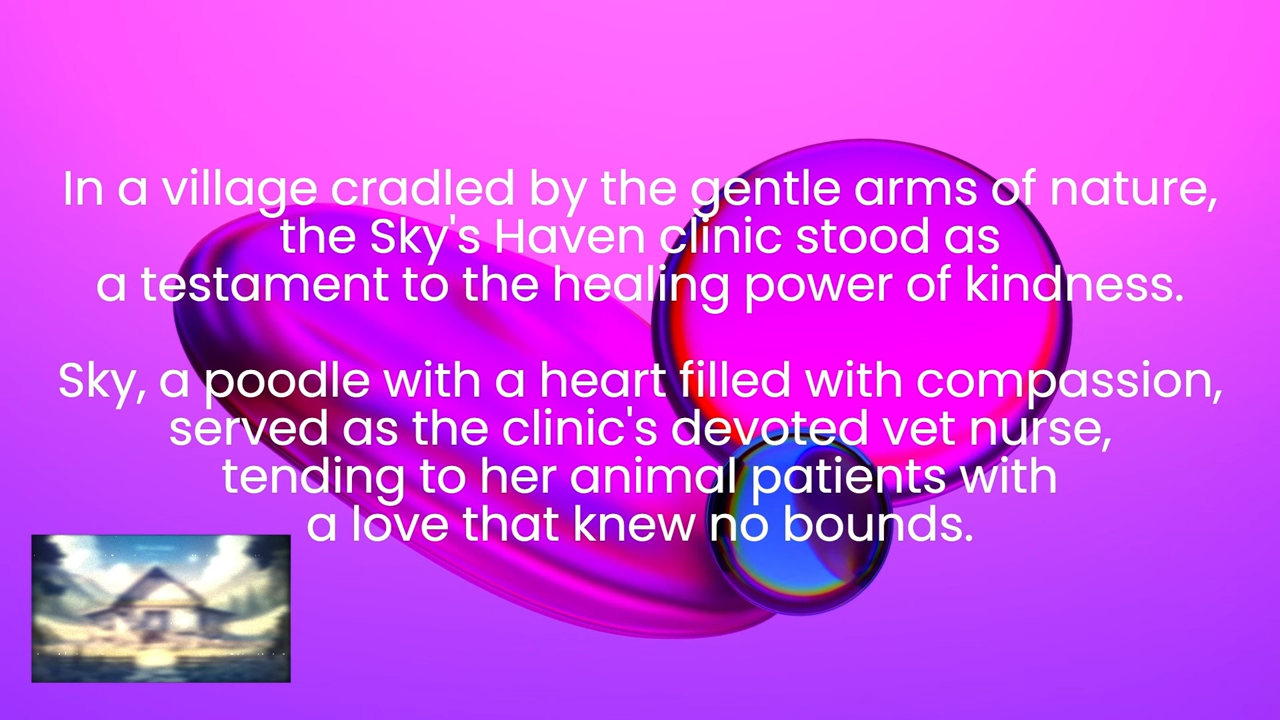 In a village cradled by the gentle arms of nature,
the Sky's Haven clinic stood as
a testament to the healing power of kindness.
Sky, a poodle with a heart filled with compassion,
served as the clinic's devoted vet nurse,
tending to her animal patients with
a love that knew no bounds.